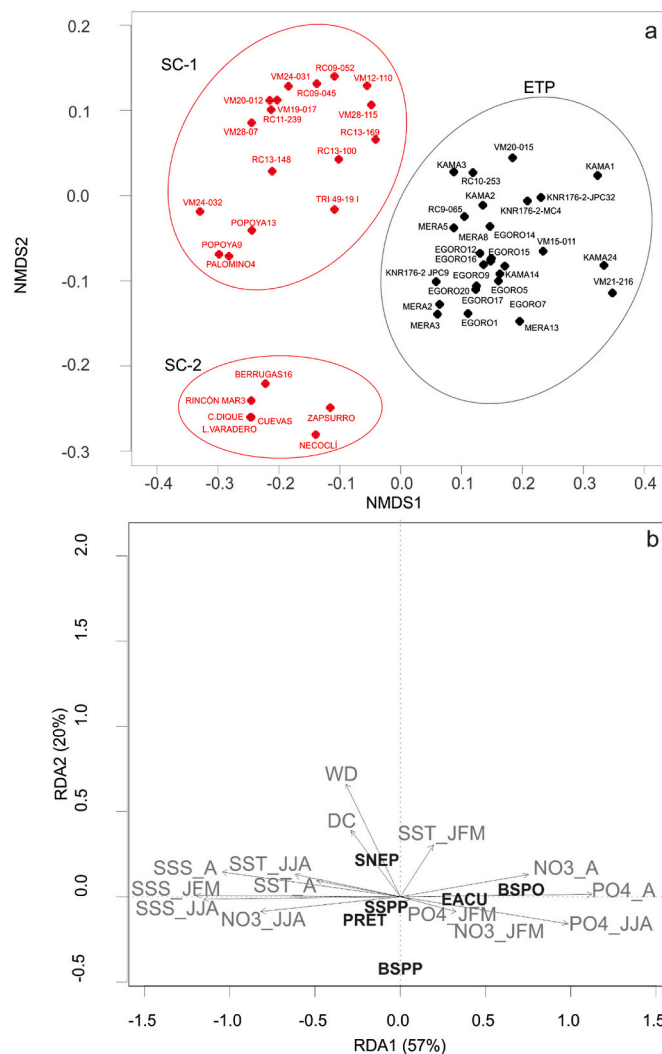 a
0.2
0.1
0.0
-0.1
-0.2
-0.3
NMDS2
SC-1
ETP
VM24-031
RC09-052
VM12-110
RC09-045
VM20-012
VM19-017
VM28-115
RC11-239
VM28-07
RC13-169
RC13-100
RC13-148
VM24-032
TRI 49-19 I
POPOYA13
POPOYA9
PALOMINO4
VM20-015
KAMA3
RC10-253
KAMA1
KAMA2
KNR176-2-JPC32
KNR176-2-MC4
RC9-065
MERA5
EGORO14
MERA8
EGORO12
EGORO15
VM15-011
EGORO16
KAMA24
KNR176-2 JPC9
EGORO9
KAMA14
VM21-216
EGORO20
EGORO5
MERA2
EGORO17
EGORO7
MERA3
EGORO1
MERA13
SC-2
BERRUGAS16
RINCÓN MAR3
C.DIQUE
CUEVAS
ZAPSURRO
L.VARADERO
NECOCLÍ
-0.4 -0.3 -0.2 -0.1 0.0 0.1 0.2 0.3 0.4
NMDS1
b
2.0
1.5
1.0
0.5
0.0
-0.5
RDA2 (20%)
WD
DC
SST_JFM
SNEP
SSS_A
SST_JJA
NO3_A
SSS_JFM
SST_A
BSPO
PO4_A
SSS_JJA
SSPP
EACU
NO3_JJA
PRET
PO4_JFM
NO3_JFM
PO4_JJA
BSPP
-1.5 -1.0 -0.5 0.0 0.5 1.0 1.5
RDA1 (57%)